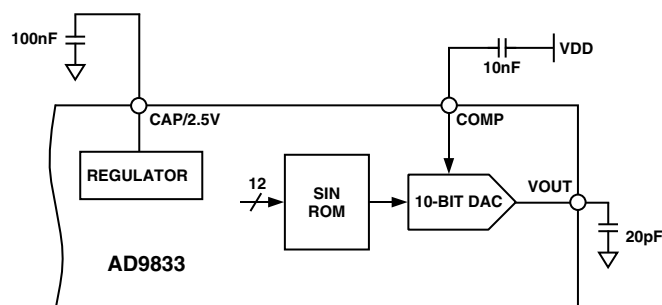 100nF
VDD
10nF
CAP/2.5V
COMP
REGULATOR
12
SIN
ROM
10-BIT DAC
VOUT
20pF
AD9833